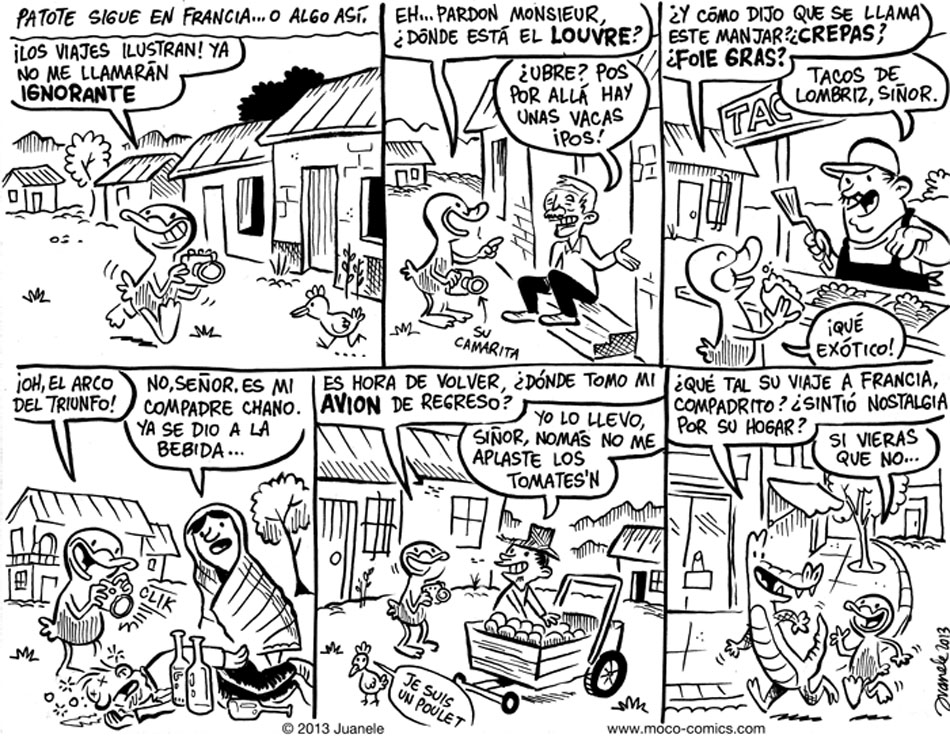 PATOTE SIGUE EN FRANCIA... O ALGO ASÍ.
¡LOS VIAJES ILUSTRAN! YA
NO ME LLAMARÁN
IGNORANTE
EH... PARDON MONSIEUR,
¿DÓNDE ESTÁ EL LOUVRE?
¿UBRE? POS
POR ALLÁ HAY
UNAS VACAS
¡POS!
SU
CAMARITA
¿Y CÓMO DIJO QUE SE LLAMA
ESTE MANJAR? ¿CREPAS?
¿FOIE GRAS?
TACOS DE
LOMBRIZ, SIÑOR.
TAC
¡QUÉ
EXÓTICO!
¡OH, EL ARCO
DEL TRIUNFO!
NO, SEÑOR. ES MI
COMPADRE CHANO.
YA SE DIO A LA
BEBIDA...
CLIK
ES HORA DE VOLVER, ¿DÓNDE TOMO MI
AVION DE REGRESO?
YO LO LLEVO,
SIÑOR, NOMÁS NO ME
APLASTE LOS
TOMATES'N
JE SUIS
UN POULET
¿QUÉ TAL SU VIAJE A FRANCIA,
COMPADRITO? ¿SINTIÓ NOSTALGIA
POR SU HOGAR?
SI VIERAS
QUE NO...
Juanele 2013
© 2013 Juanele
www.moco-comics.com